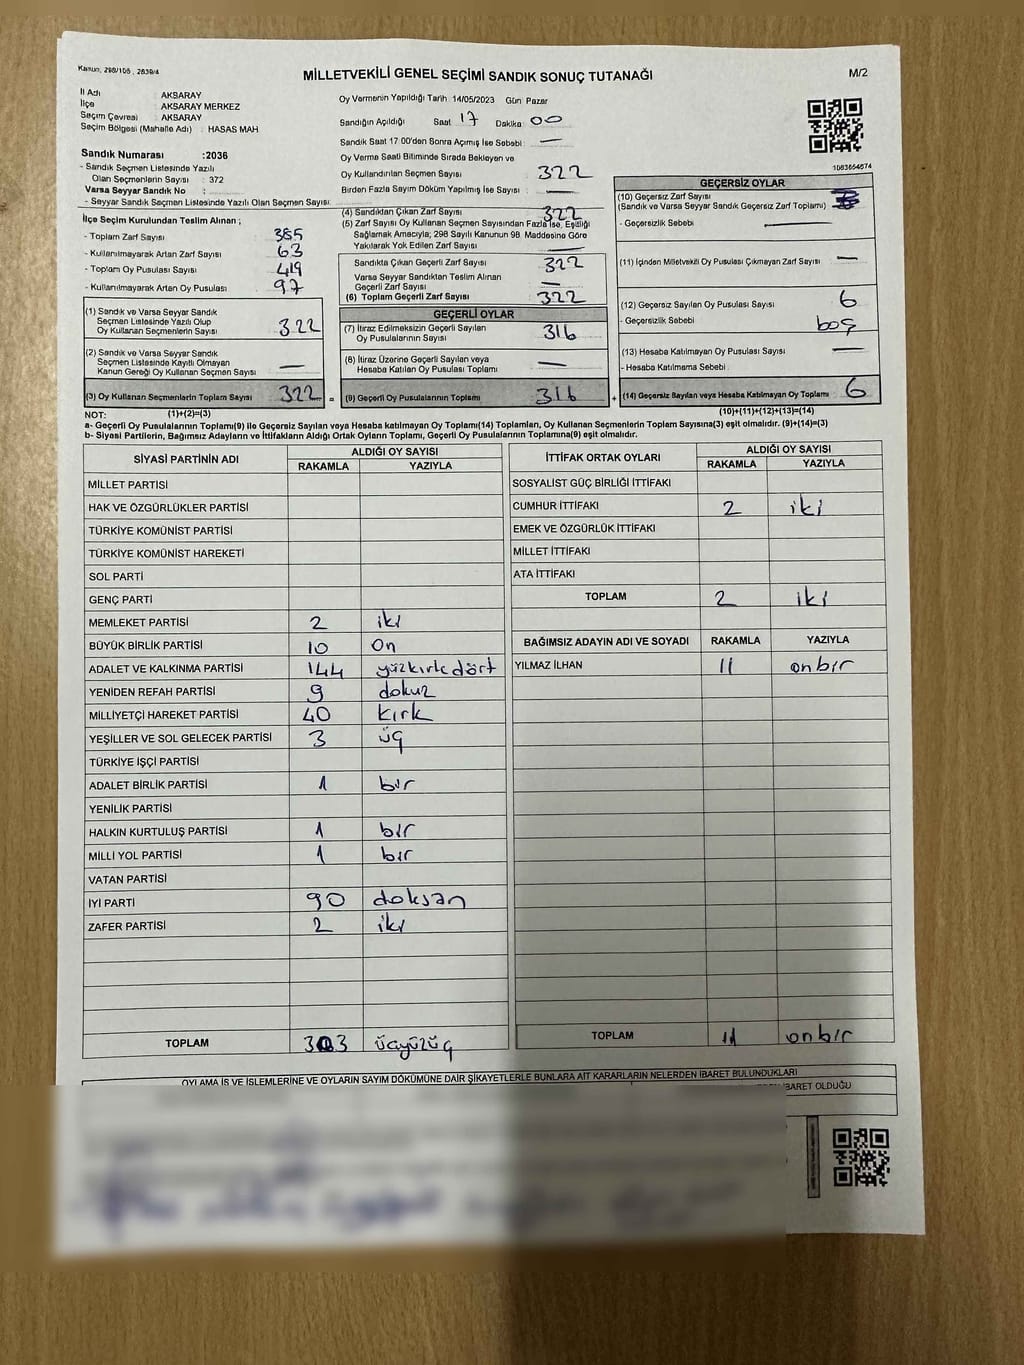 Kanun, 298/105 , 2839/4
MİLLETVEKİLİ GENEL SEÇİMİ SANDIK SONUÇ TUTANAĞI
M/2
İl Adı AKSARAY
İlçe AKSARAY MERKEZ
Seçim Çevresi : AKSARAY
Seçim Bölgesi (Mahalle Adı) : HASAS MAH.
Sandık Numarası :2036
- Sandık Seçmen Listesinde Yazılı
Olan Seçmenlerin Sayısı : 372
Varsa Seyyar Sandık No :
- Seyyar Sandık Seçmen Listesinde Yazılı Olan Seçmen Sayısı:
Oy Vermenin Yapıldığı Tarih 14/05/2023 Gün Pazar
Sandığın Açıldığı Saat 17 Dakika 00
Sandık Saat 17.00'den Sonra Açmış İse Sebebi : —
Oy Verme Saati Bitiminde Sırada Bekleyen ve
Oy Kullandırılan Seçmen Sayısı 322
Birden Fazla Sayım Döküm Yapılmış İse Sayısı : —
1083654674
İlçe Seçim Kurulundan Teslim Alınan ;
- Toplam Zarf Sayısı 385
- Kullanılmayarak Artan Zarf Sayısı 63
- Toplam Oy Pusulası Sayısı 419
- Kullanılmayarak Artan Oy Pusulası 97
(1) Sandık ve Varsa Seyyar Sandık
Seçmen Listesinde Yazılı Olup
Oy Kullanan Seçmenlerin Sayısı 322
(2) Sandık ve Varsa Seyyar Sandık
Seçmen Listesinde Kayıtlı Olmayan
Kanun Gereği Oy Kullanan Seçmen Sayısı —
(3) Oy Kullanan Seçmenlerin Toplam Sayısı 322 =
(4) Sandıktan Çıkan Zarf Sayısı 322
(5) Zarf Sayısı Oy Kullanan Seçmen Sayısından Fazla İse, Eşitliği
Sağlamak Amacıyla; 298 Sayılı Kanunun 98. Maddesine Göre
Yakılarak Yok Edilen Zarf Sayısı —
Sandıkta Çıkan Geçerli Zarf Sayısı 322
Varsa Seyyar Sandıktan Teslim Alınan
Geçerli Zarf Sayısı —
(6) Toplam Geçerli Zarf Sayısı 322
GEÇERLİ OYLAR
(7) İtiraz Edilmeksizin Geçerli Sayılan
Oy Pusulalarının Sayısı 316
(8) İtiraz Üzerine Geçerli Sayılan veya
Hesaba Katılan Oy Pusulası Toplamı —
(9) Geçerli Oy Pusulalarının Toplamı 316 +
GEÇERSİZ OYLAR
(10) Geçersiz Zarf Sayısı
(Sandık ve Varsa Seyyar Sandık Geçersiz Zarf Toplamı)
- Geçersizlik Sebebi —
(11) İçinden Milletvekili Oy Pusulası Çıkmayan Zarf Sayısı —
(12) Geçersiz Sayılan Oy Pusulası Sayısı 6
- Geçersizlik Sebebi boş
(13) Hesaba Katılmayan Oy Pusulası Sayısı —
- Hesaba Katılmama Sebebi
(14) Geçersiz Sayılan veya Hesaba Katılmayan Oy Toplamı 6
NOT: (1)+(2)=(3) (10)+(11)+(12)+(13)=(14)
a- Geçerli Oy Pusulalarının Toplamı(9) ile Geçersiz Sayılan veya Hesaba katılmayan Oy Toplamı(14) Toplamları, Oy Kullanan Seçmenlerin Toplam Sayısına(3) eşit olmalıdır. (9)+(14)=(3)
b- Siyasi Partilerin, Bağımsız Adayların ve İttifakların Aldığı Ortak Oyların Toplamı, Geçerli Oy Pusulalarının Toplamına(9) eşit olmalıdır.
SİYASİ PARTİNİN ADI ALDIĞI OY SAYISI
RAKAMLA YAZIYLA
MİLLET PARTİSİ
HAK VE ÖZGÜRLÜKLER PARTİSİ
TÜRKİYE KOMÜNİST PARTİSİ
TÜRKİYE KOMÜNİST HAREKETİ
SOL PARTİ
GENÇ PARTİ
MEMLEKET PARTİSİ 2 iki
BÜYÜK BİRLİK PARTİSİ 10 On
ADALET VE KALKINMA PARTİSİ 144 yüzkırkdört
YENİDEN REFAH PARTİSİ 9 dokuz
MİLLİYETÇİ HAREKET PARTİSİ 40 kırk
YEŞİLLER VE SOL GELECEK PARTİSİ 3 üç
TÜRKİYE İŞÇİ PARTİSİ
ADALET BİRLİK PARTİSİ 1 bir
YENİLİK PARTİSİ
HALKIN KURTULUŞ PARTİSİ 1 bir
MİLLİ YOL PARTİSİ 1 bir
VATAN PARTİSİ
İYİ PARTİ 90 doksan
ZAFER PARTİSİ 2 iki
TOPLAM 303 üçyüzüç
İTTİFAK ORTAK OYLARI ALDIĞI OY SAYISI
RAKAMLA YAZIYLA
SOSYALİST GÜÇ BİRLİĞİ İTTİFAKI
CUMHUR İTTİFAKI 2 iki
EMEK VE ÖZGÜRLÜK İTTİFAKI
MİLLET İTTİFAKI
ATA İTTİFAKI
TOPLAM 2 iki
BAĞIMSIZ ADAYIN ADI VE SOYADI RAKAMLA YAZIYLA
YILMAZ İLHAN 11 onbir
TOPLAM 11 onbir
OYLAMA İŞ VE İŞLEMLERİNE VE OYLARIN SAYIM DÖKÜMÜNE DAİR ŞİKAYETLERLE BUNLARA AİT KARARLARIN NELERDEN İBARET BULUNDUKLARI
İBARET OLDUĞU